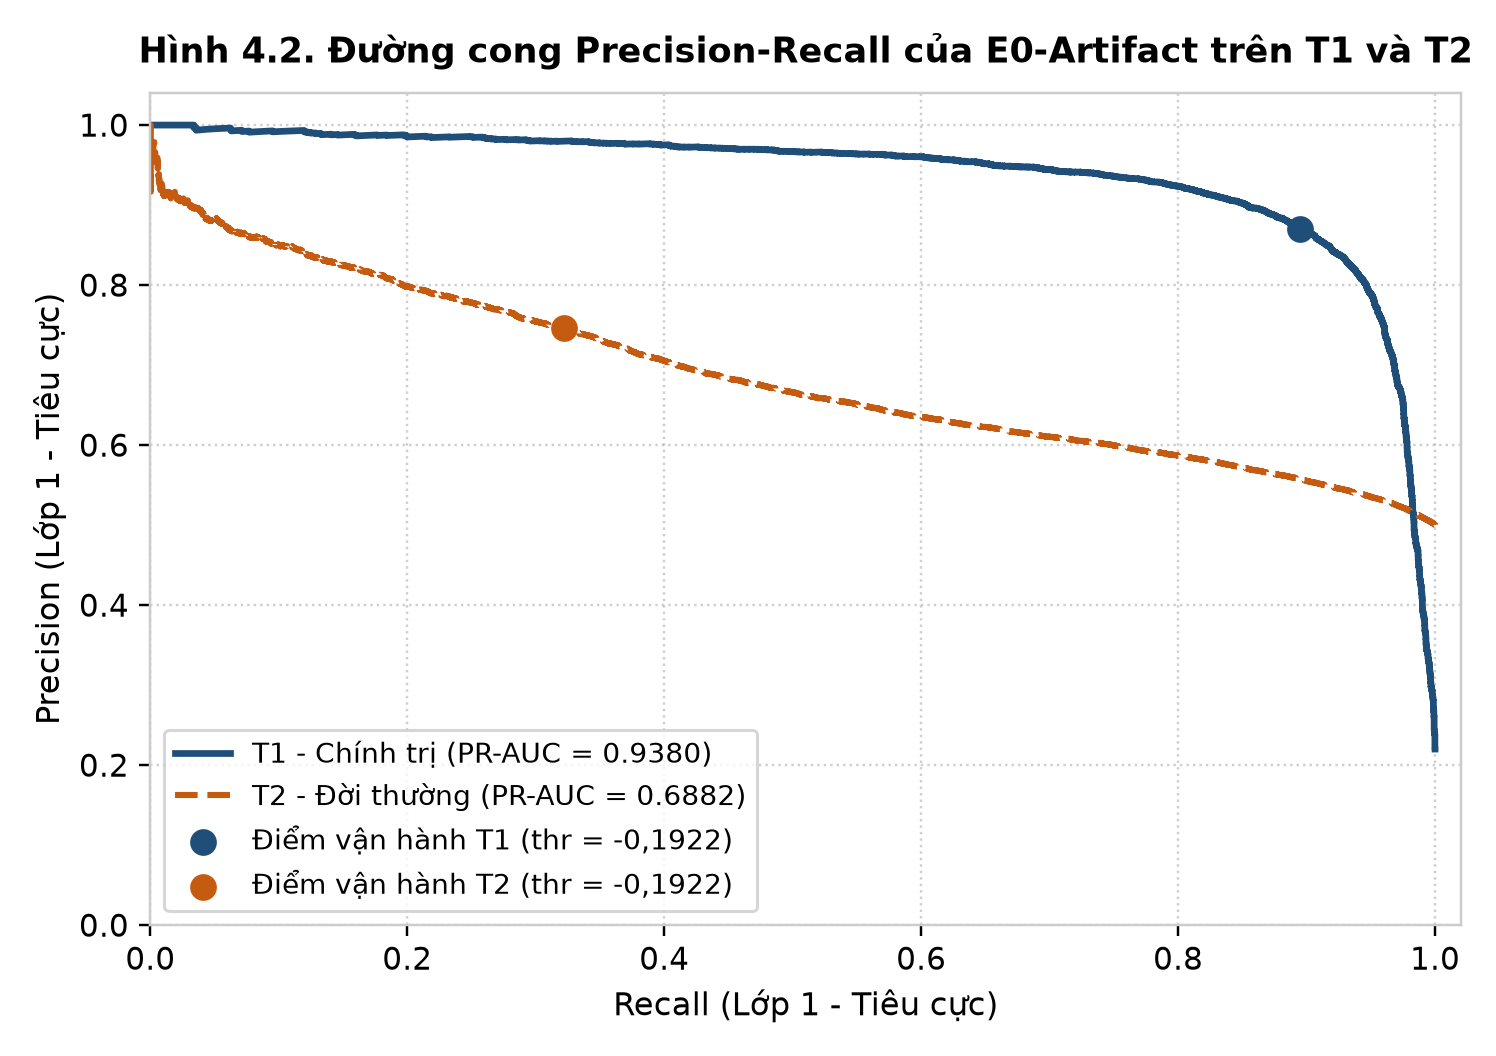 Hình 4.2. Đường cong Precision-Recall của E0-Artifact trên T1 và T2
Precision (Lớp 1 - Tiêu cực)
1.0
0.8
0.6
0.4
0.2
0.0
T1 - Chính trị (PR-AUC = 0.9380)
T2 - Đời thường (PR-AUC = 0.6882)
Điểm vận hành T1 (thr = -0,1922)
Điểm vận hành T2 (thr = -0,1922)
0.0 0.2 0.4 0.6 0.8 1.0
Recall (Lớp 1 - Tiêu cực)